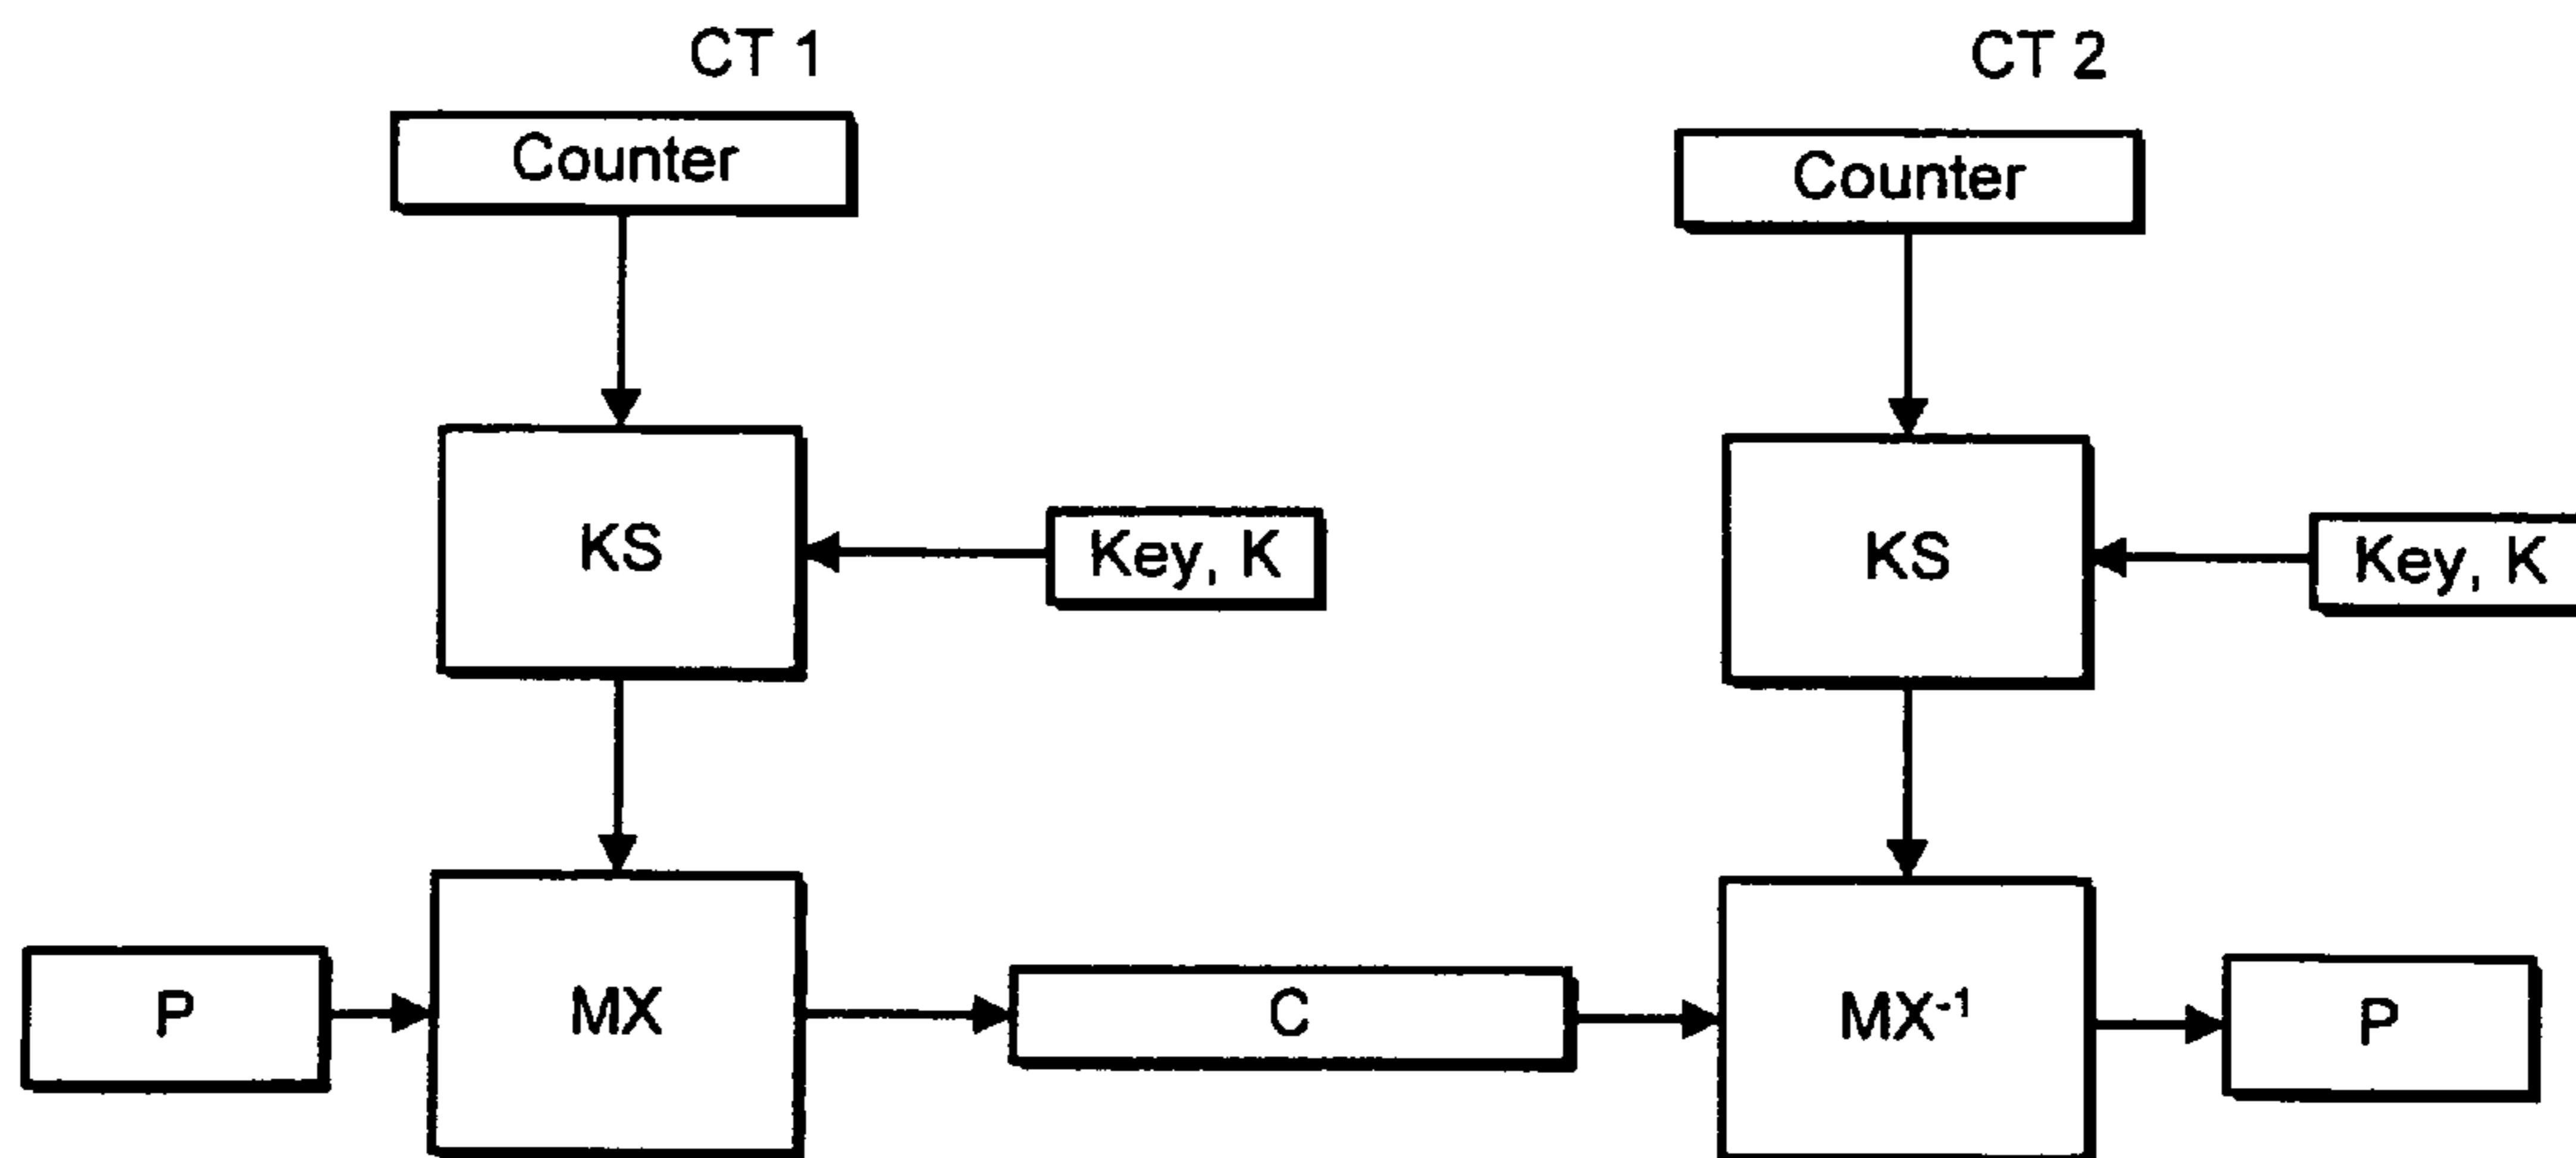 CT 1
CT 2
Counter
Counter
KS
Key, K
KS
Key, K
P
MX
C
MX⁻¹
P